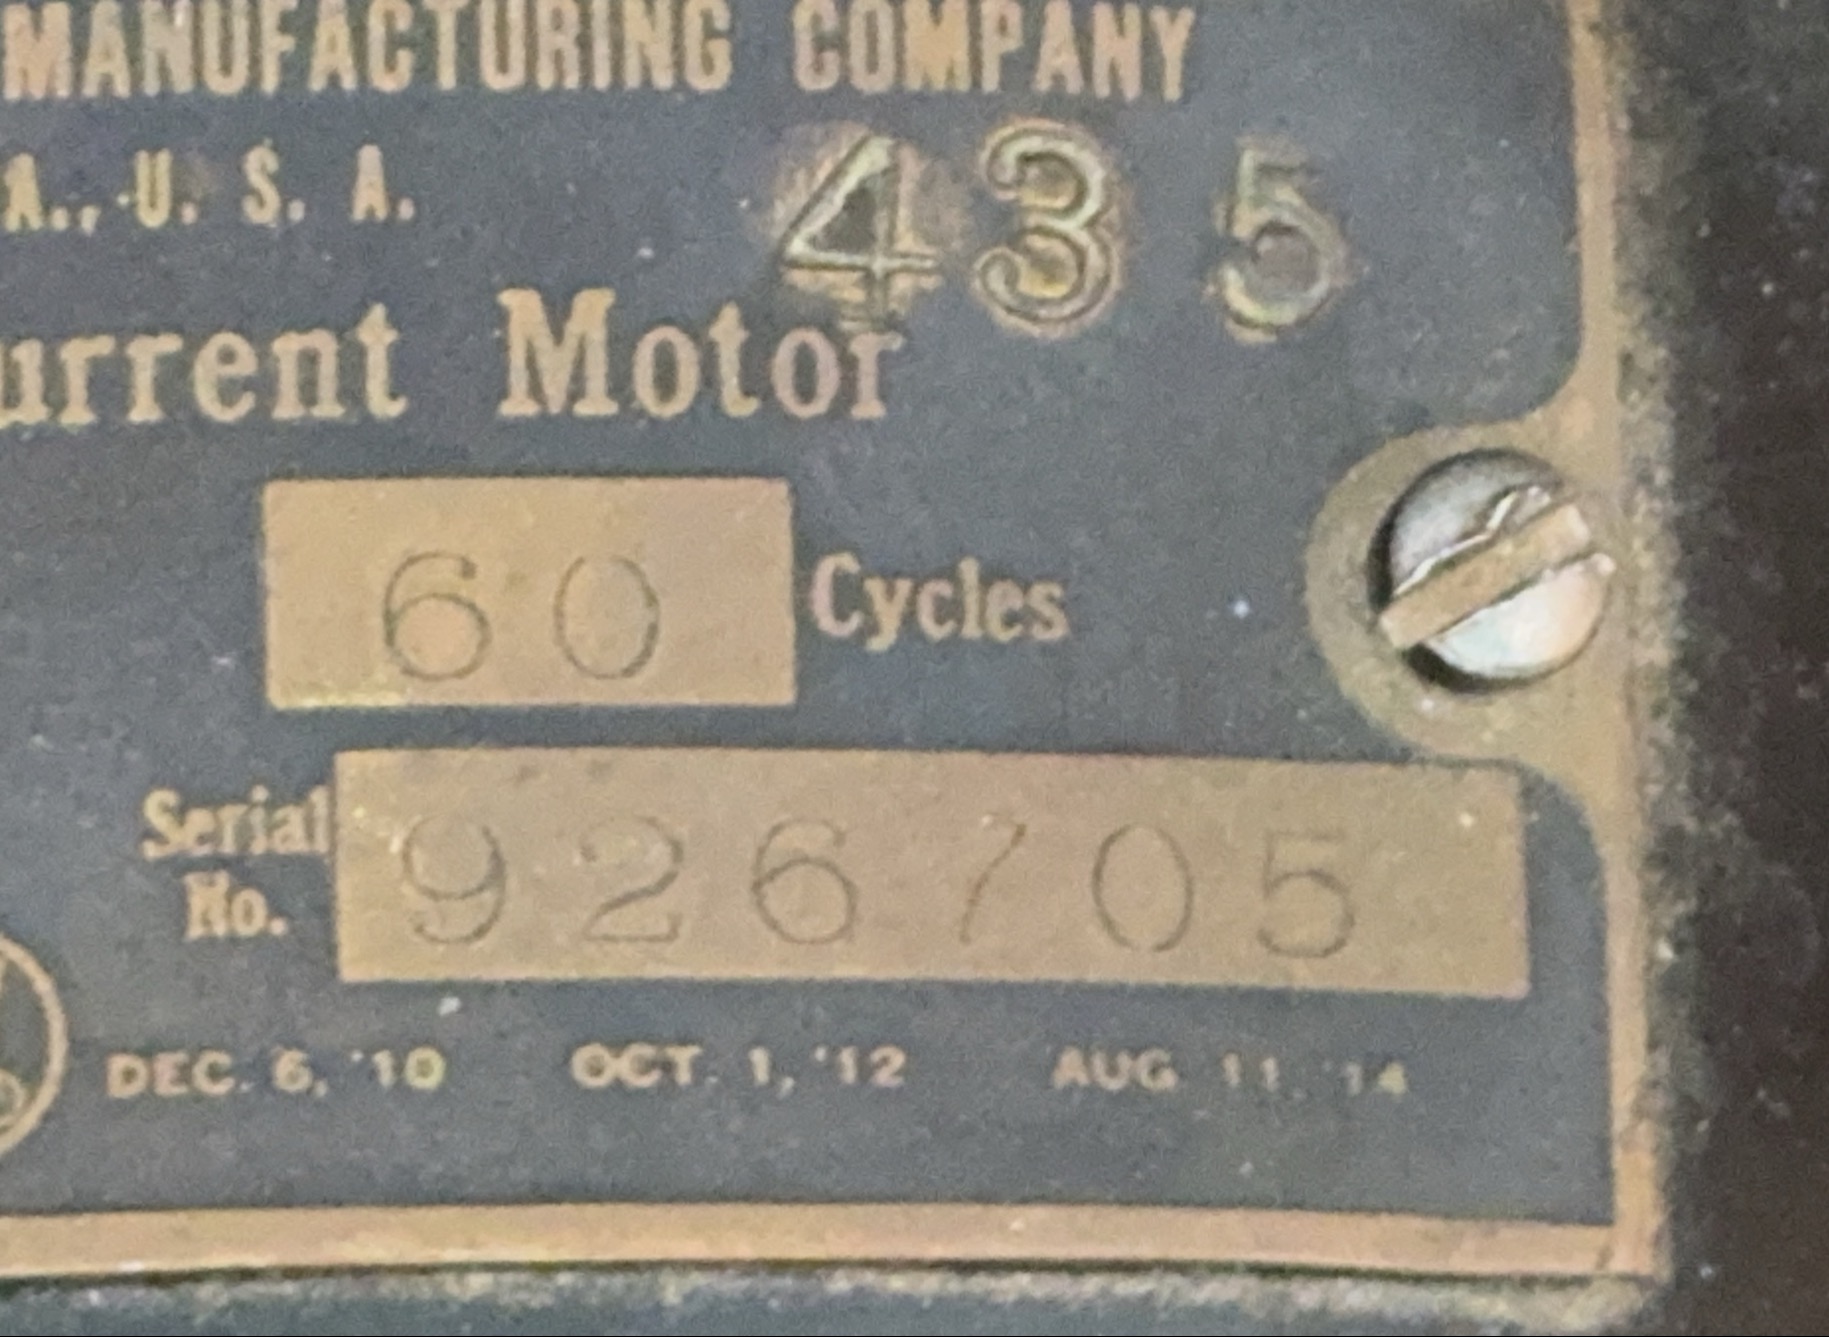 MANUFACTURING COMPANY
A., U. S. A.
435
urrent Motor
60 Cycles
Serial No. 926705
DEC. 6, '10 OCT. 1, '12 AUG. 11, '14